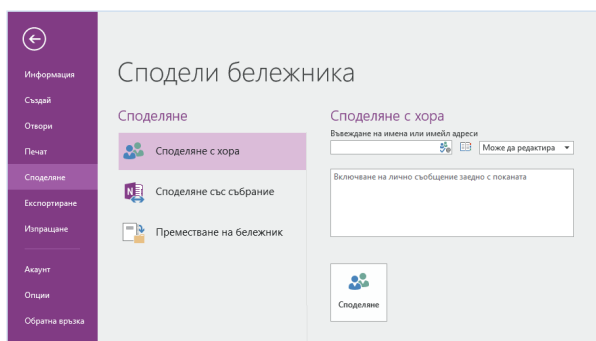 Информация
Създай
Отвори
Печат
Споделяне
Експортиране
Изпращане
Акаунт
Опции
Обратна връзка
Сподели бележника
Споделяне
Споделяне с хора
Споделяне със събрание
Преместване на бележник
Споделяне с хора
Въвеждане на имена или имейл адреси
Може да редактира
Включване на лично съобщение заедно с поканата
Споделяне